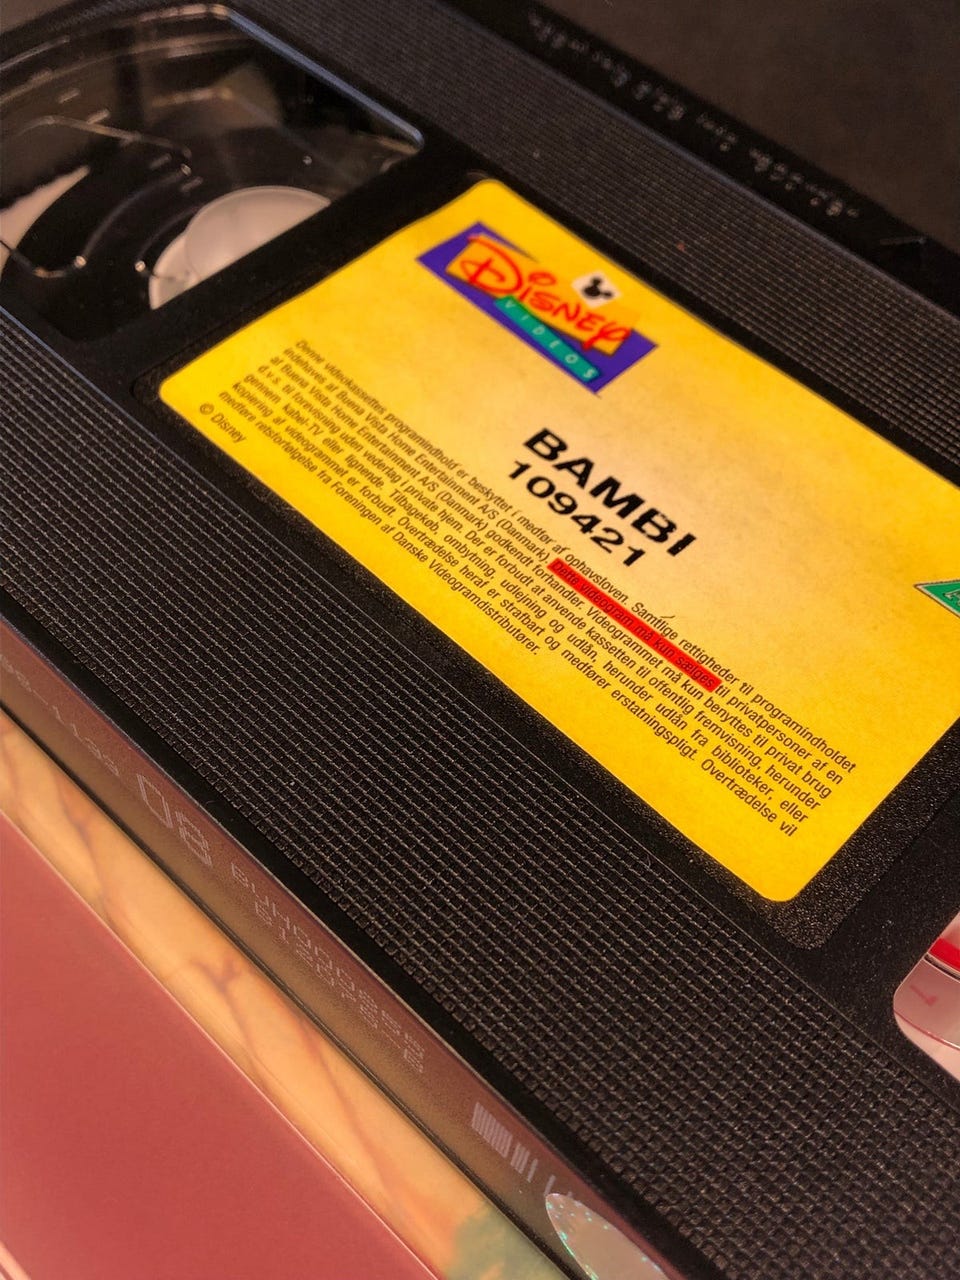 Disney
VIDEOS
BAMBI
109421
Denne videokassettes programindhold er beskyttet i medfør af ophavsloven. Samtlige rettigheder til programindholdet
indehaves af Buena Vista Home Entertainment A/S (Danmark). Dette videogram må kun sælges til privatpersoner af en
af Buena Vista Home Entertainment A/S (Danmark) godkendt forhandler. Videogrammet må kun benyttes til privat brug
d.v.s. til forevisning uden vederlag i private hjem. Der er forbudt at anvende kassetten til offentlig fremvisning, herunder
gennem kabel-TV eller lignende. Tilbagekøb, ombytning, udlejning og udlån, herunder udlån fra biblioteker, eller
kopiering af videogrammet er forbudt. Overtrædelse heraf er strafbart og medfører erstatningspligt. Overtrædelse vil
medføre retsforfølgelse fra Foreningen af Danske Videogramdistributører.
© Disney